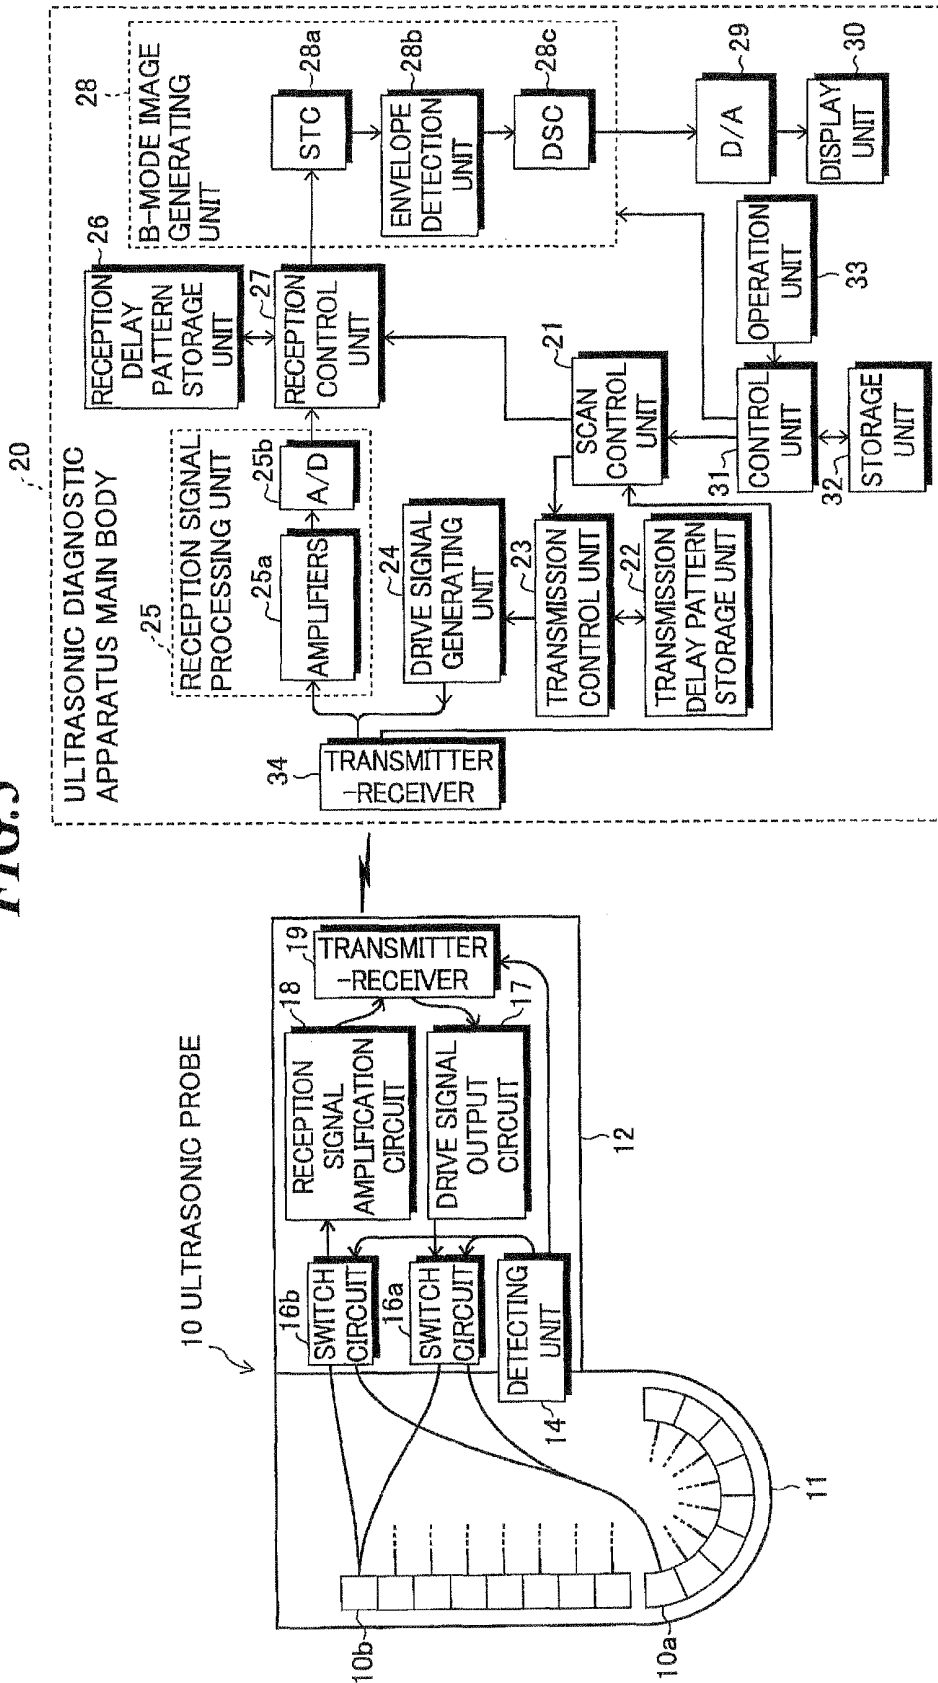 FIG.5
20
ULTRASONIC DIAGNOSTIC
APPARATUS MAIN BODY
10 ULTRASONIC PROBE
10b
10a
11
12
14
DETECTING
UNIT
16b
SWITCH
CIRCUIT
16a
SWITCH
CIRCUIT
18
RECEPTION
SIGNAL
AMPLIFICATION
CIRCUIT
17
DRIVE SIGNAL
OUTPUT
CIRCUIT
19
TRANSMITTER
-RECEIVER
34
TRANSMITTER
-RECEIVER
25
RECEPTION SIGNAL
PROCESSING UNIT
25a
AMPLIFIERS
25b
A/D
24
DRIVE SIGNAL
GENERATING
UNIT
23
TRANSMISSION
CONTROL UNIT
22
TRANSMISSION
DELAY PATTERN
STORAGE UNIT
26
RECEPTION
DELAY
PATTERN
STORAGE
UNIT
27
RECEPTION
CONTROL
UNIT
21
SCAN
CONTROL
UNIT
28
B-MODE IMAGE
GENERATING
UNIT
28a
STC
28b
ENVELOPE
DETECTION
UNIT
28c
DSC
29
D/A
30
DISPLAY
UNIT
31
CONTROL
UNIT
32
STORAGE
UNIT
33
OPERATION
UNIT